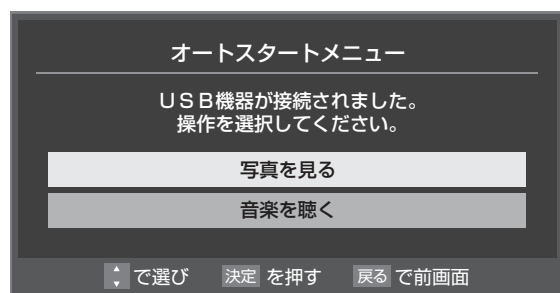 オートスタートメニュー
ＵＳＢ機器が接続されました。
操作を選択してください。
写真を見る
音楽を聴く
で選び 決定 を押す 戻る で前画面